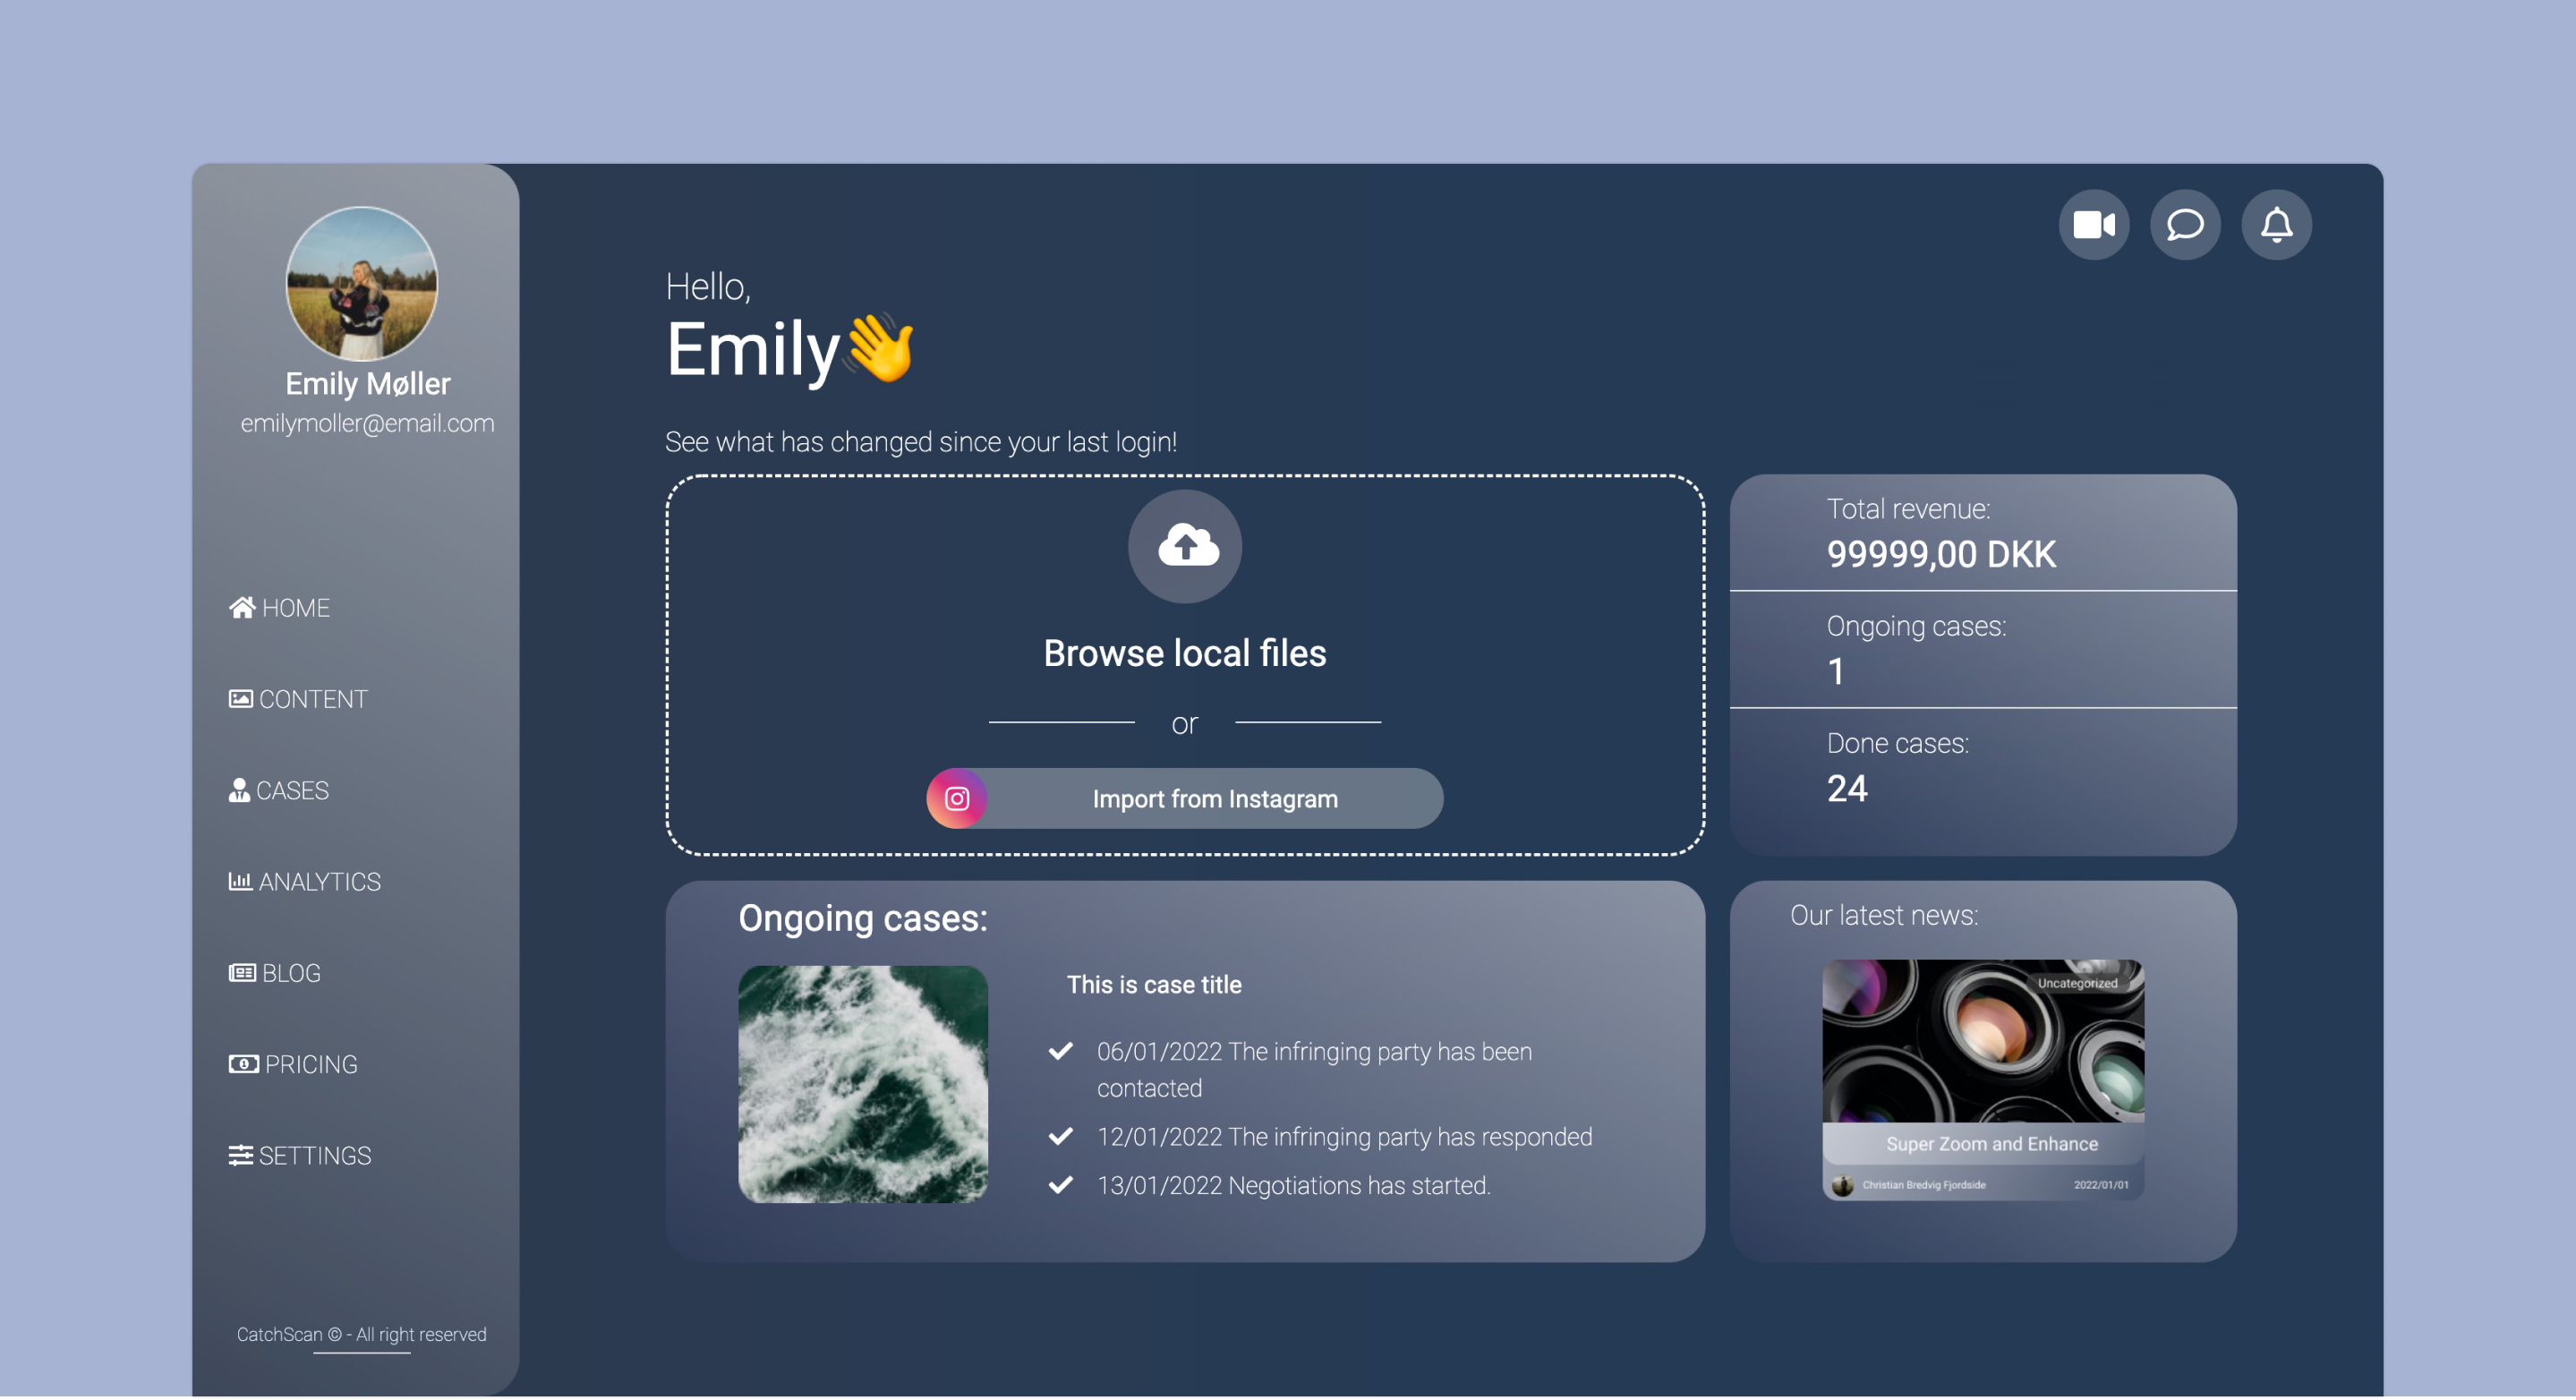 Emily Møller
emilymoller@email.com
HOME
CONTENT
CASES
ANALYTICS
BLOG
PRICING
SETTINGS
CatchScan © - All right reserved
Hello,
Emily👋
See what has changed since your last login!
Browse local files
or
Import from Instagram
Total revenue:
99999,00 DKK
Ongoing cases:
1
Done cases:
24
Ongoing cases:
This is case title
06/01/2022 The infringing party has been
contacted
12/01/2022 The infringing party has responded
13/01/2022 Negotiations has started.
Our latest news:
Uncategorized
Super Zoom and Enhance
Christian Bredvig Fjordside
2022/01/01